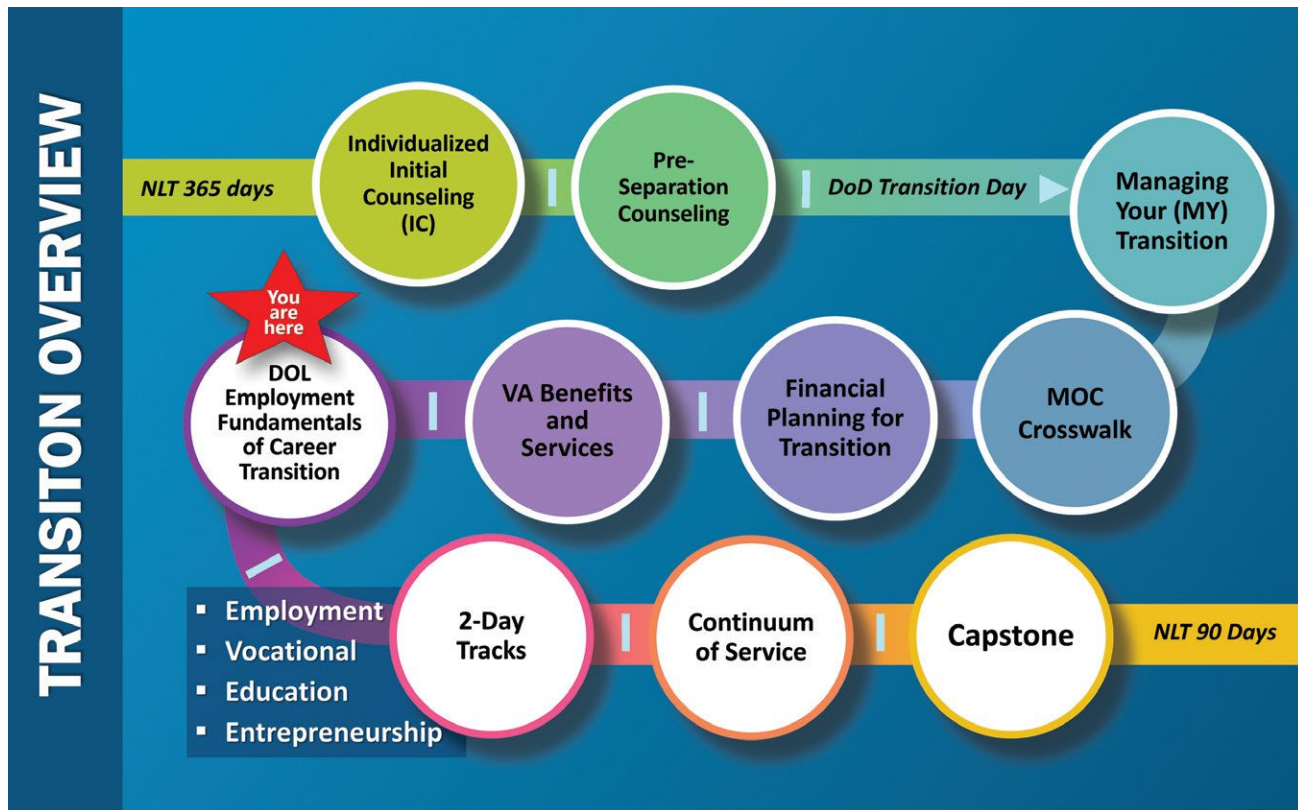 TRANSITON OVERVIEW
NLT 365 days
Individualized
Initial
Counseling
(IC)
Pre-
Separation
Counseling
DoD Transition Day
Managing
Your (MY)
Transition
You
are
here
DOL
Employment
Fundamentals
of Career
Transition
VA Benefits
and
Services
Financial
Planning for
Transition
MOC
Crosswalk
▪ Employment
▪ Vocational
▪ Education
▪ Entrepreneurship
2-Day
Tracks
Continuum
of Service
Capstone
NLT 90 Days